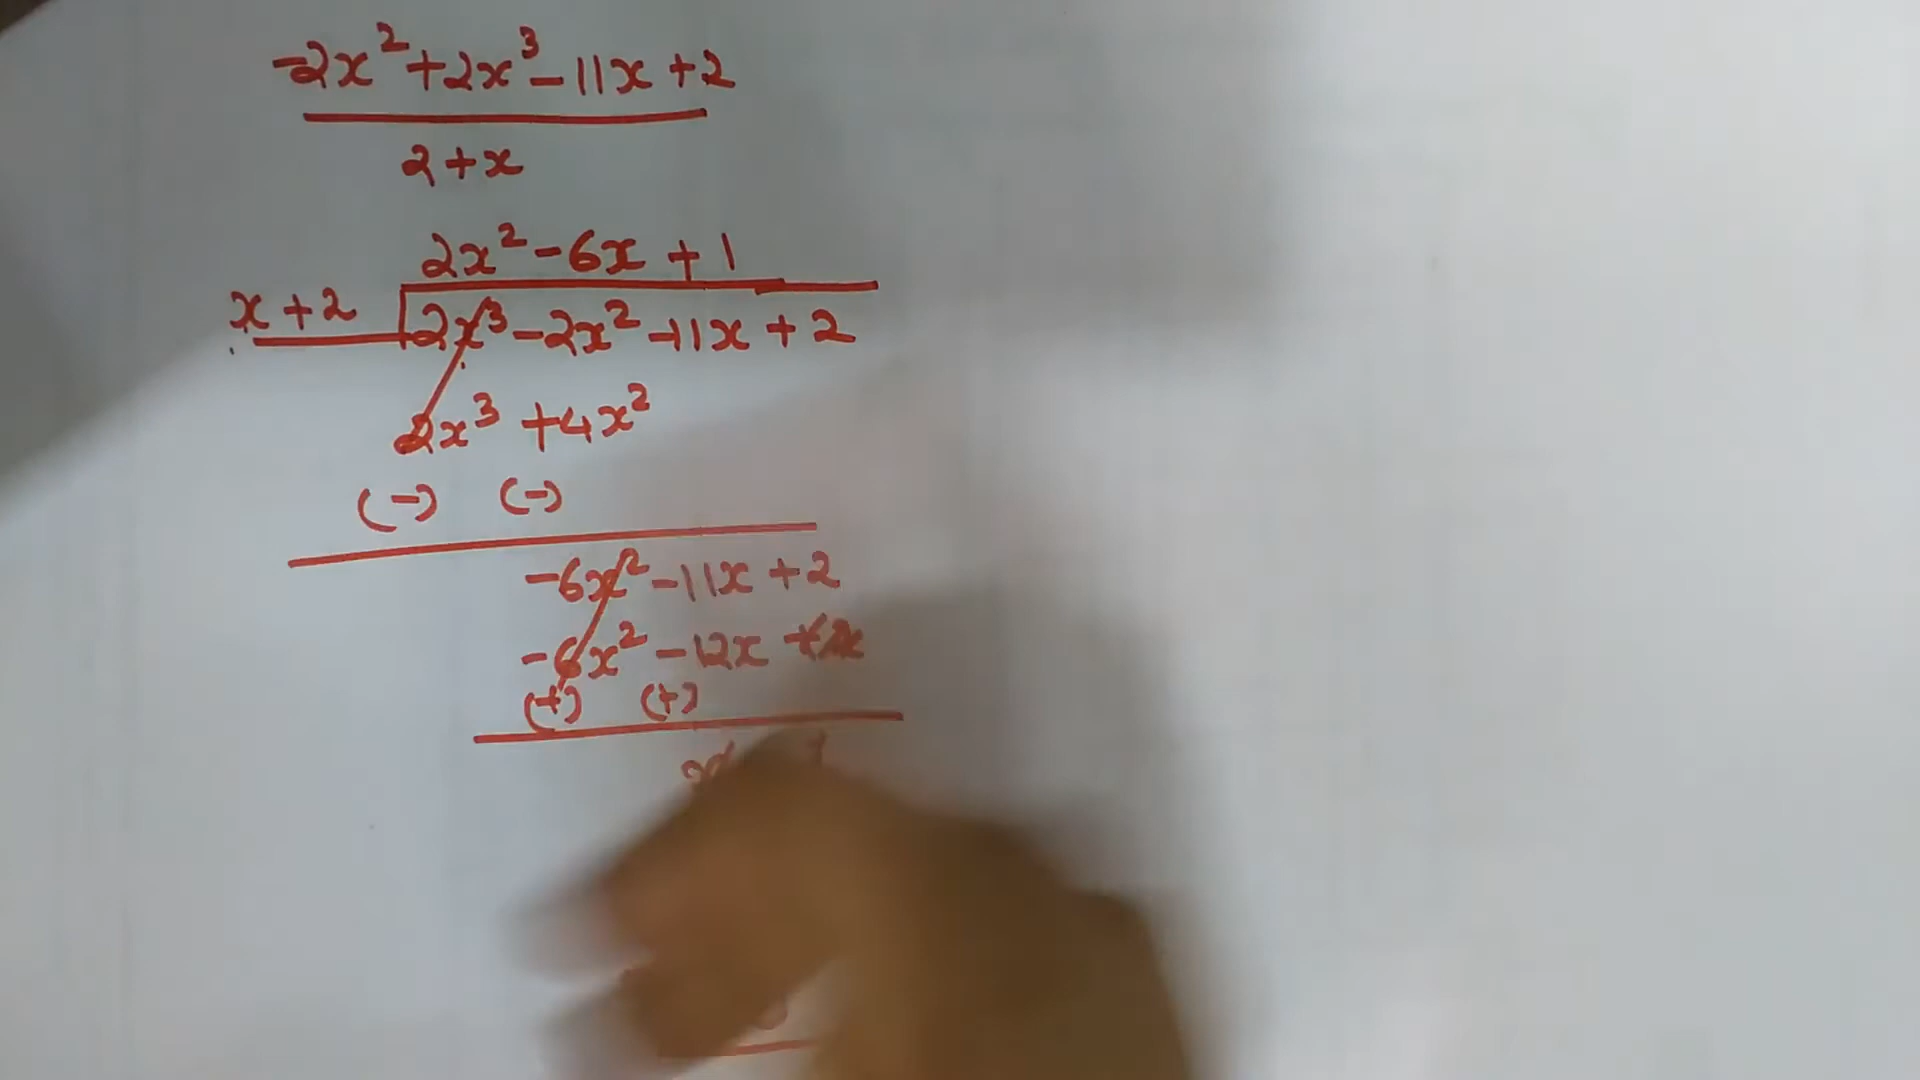 -2x² + 2x³ - 11x + 2
2 + x
2x² - 6x + 1
x + 2 2x³ - 2x² - 11x + 2
2x³ + 4x²
(-) (-)
-6x² - 11x + 2
-6x² - 12x
(+) (+)